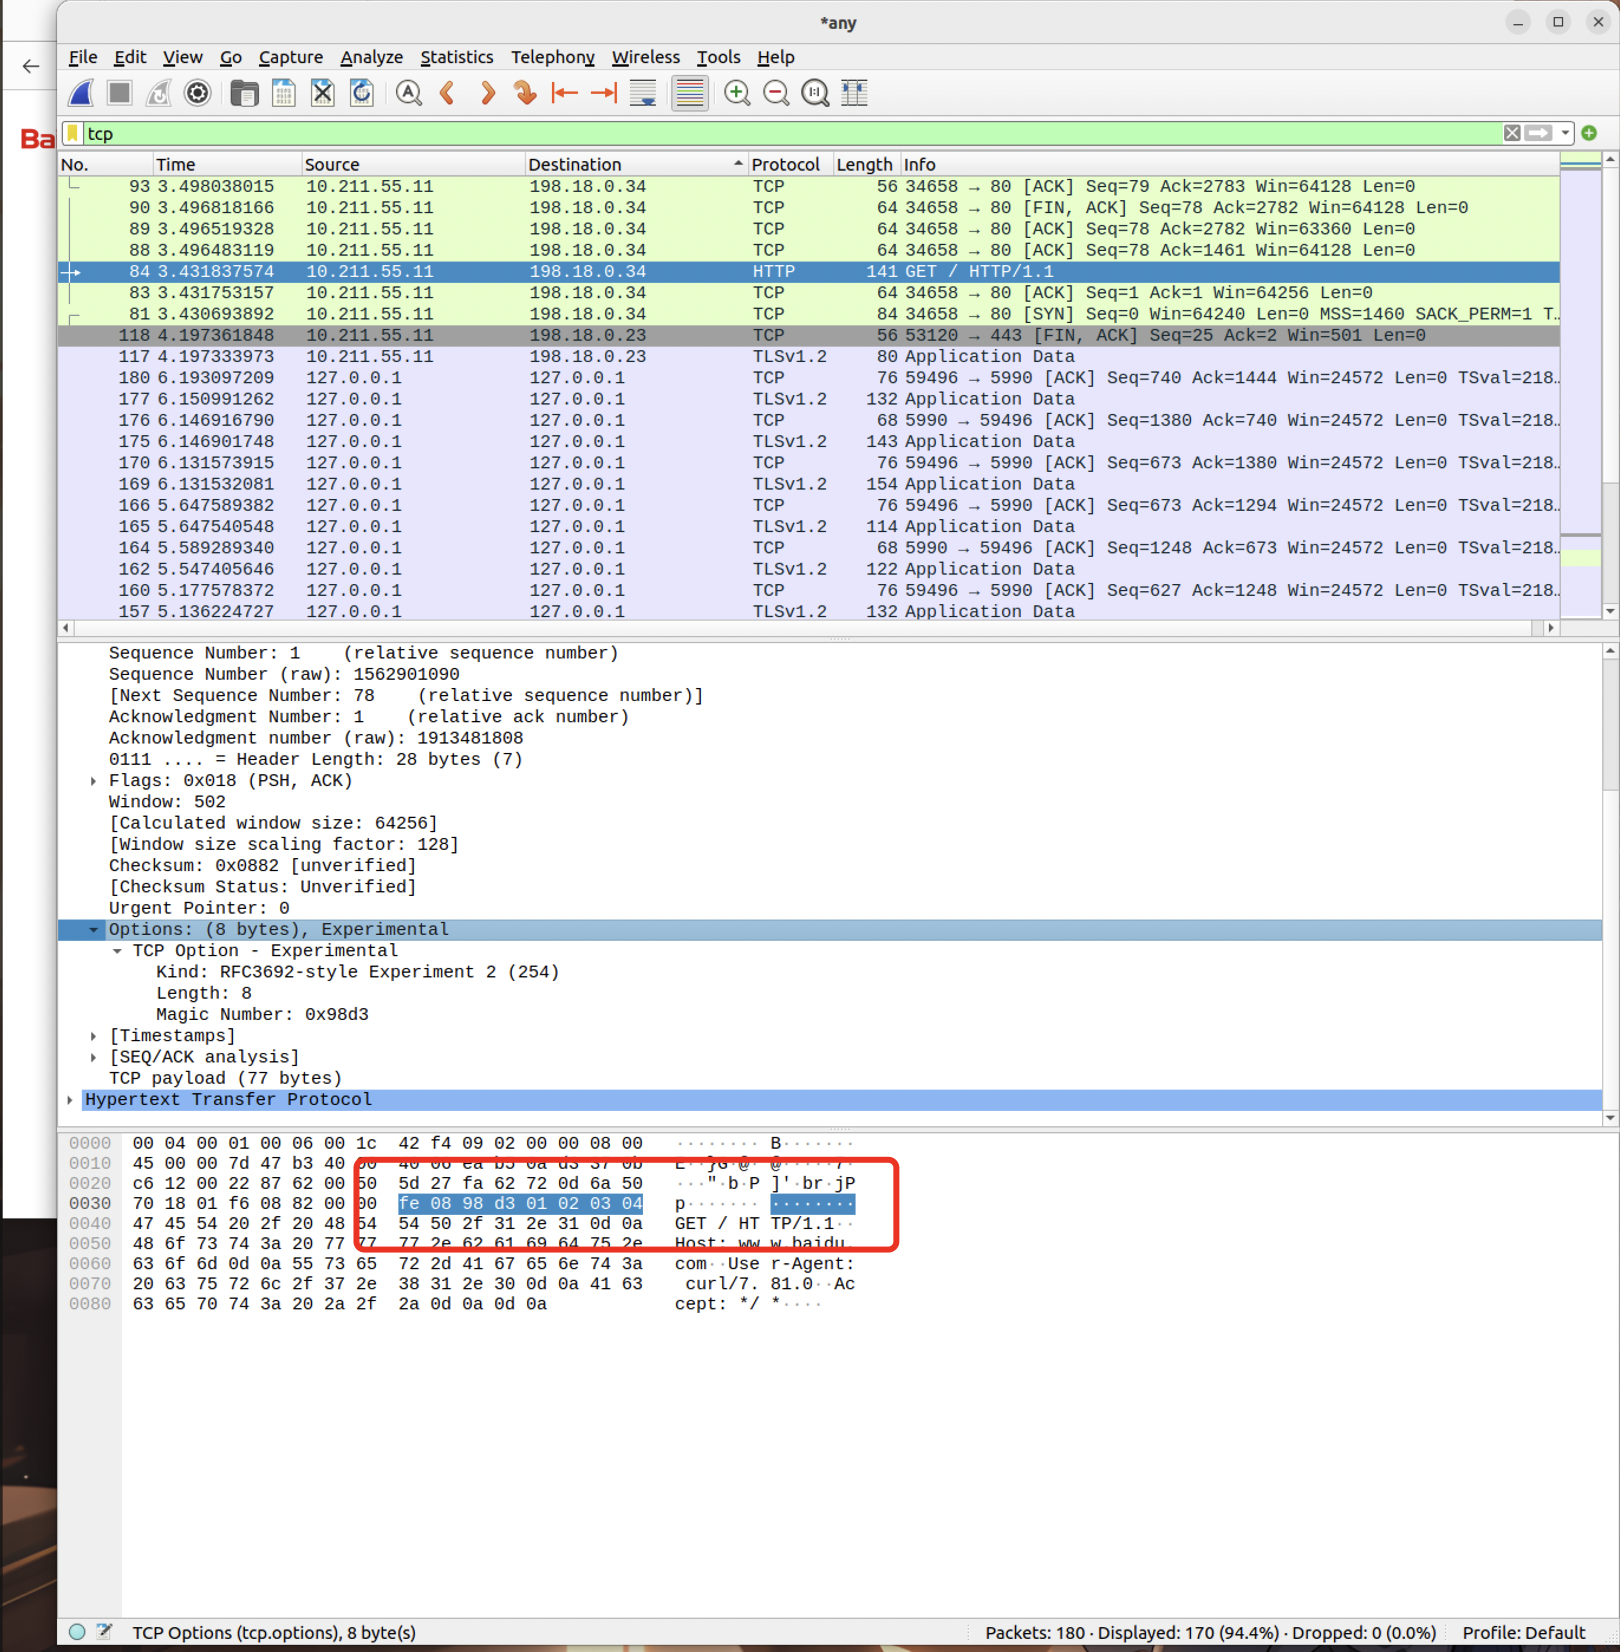 *any
File Edit View Go Capture Analyze Statistics Telephony Wireless Tools Help
Ba
tcp
No. Time Source Destination Protocol Length Info
93 3.498038015 10.211.55.11 198.18.0.34 TCP 56 34658 → 80 [ACK] Seq=79 Ack=2783 Win=64128 Len=0
90 3.496818166 10.211.55.11 198.18.0.34 TCP 64 34658 → 80 [FIN, ACK] Seq=78 Ack=2782 Win=64128 Len=0
89 3.496519328 10.211.55.11 198.18.0.34 TCP 64 34658 → 80 [ACK] Seq=78 Ack=2782 Win=63360 Len=0
88 3.496483119 10.211.55.11 198.18.0.34 TCP 64 34658 → 80 [ACK] Seq=78 Ack=1461 Win=64128 Len=0
84 3.431837574 10.211.55.11 198.18.0.34 HTTP 141 GET / HTTP/1.1
83 3.431753157 10.211.55.11 198.18.0.34 TCP 64 34658 → 80 [ACK] Seq=1 Ack=1 Win=64256 Len=0
81 3.430693892 10.211.55.11 198.18.0.34 TCP 84 34658 → 80 [SYN] Seq=0 Win=64240 Len=0 MSS=1460 SACK_PERM=1 T…
118 4.197361848 10.211.55.11 198.18.0.23 TCP 56 53120 → 443 [FIN, ACK] Seq=25 Ack=2 Win=501 Len=0
117 4.197333973 10.211.55.11 198.18.0.23 TLSv1.2 80 Application Data
180 6.193097209 127.0.0.1 127.0.0.1 TCP 76 59496 → 5990 [ACK] Seq=740 Ack=1444 Win=24572 Len=0 TSval=218…
177 6.150991262 127.0.0.1 127.0.0.1 TLSv1.2 132 Application Data
176 6.146916790 127.0.0.1 127.0.0.1 TCP 68 5990 → 59496 [ACK] Seq=1380 Ack=740 Win=24572 Len=0 TSval=218…
175 6.146901748 127.0.0.1 127.0.0.1 TLSv1.2 143 Application Data
170 6.131573915 127.0.0.1 127.0.0.1 TCP 76 59496 → 5990 [ACK] Seq=673 Ack=1380 Win=24572 Len=0 TSval=218…
169 6.131532081 127.0.0.1 127.0.0.1 TLSv1.2 154 Application Data
166 5.647589382 127.0.0.1 127.0.0.1 TCP 76 59496 → 5990 [ACK] Seq=673 Ack=1294 Win=24572 Len=0 TSval=218…
165 5.647540548 127.0.0.1 127.0.0.1 TLSv1.2 114 Application Data
164 5.589289340 127.0.0.1 127.0.0.1 TCP 68 5990 → 59496 [ACK] Seq=1248 Ack=673 Win=24572 Len=0 TSval=218…
162 5.547405646 127.0.0.1 127.0.0.1 TLSv1.2 122 Application Data
160 5.177578372 127.0.0.1 127.0.0.1 TCP 76 59496 → 5990 [ACK] Seq=627 Ack=1248 Win=24572 Len=0 TSval=218…
157 5.136224727 127.0.0.1 127.0.0.1 TLSv1.2 132 Application Data
Sequence Number: 1 (relative sequence number)
Sequence Number (raw): 1562901090
[Next Sequence Number: 78 (relative sequence number)]
Acknowledgment Number: 1 (relative ack number)
Acknowledgment number (raw): 1913481808
0111 .... = Header Length: 28 bytes (7)
Flags: 0x018 (PSH, ACK)
Window: 502
[Calculated window size: 64256]
[Window size scaling factor: 128]
Checksum: 0x0882 [unverified]
[Checksum Status: Unverified]
Urgent Pointer: 0
Options: (8 bytes), Experimental
TCP Option - Experimental
Kind: RFC3692-style Experiment 2 (254)
Length: 8
Magic Number: 0x98d3
[Timestamps]
[SEQ/ACK analysis]
TCP payload (77 bytes)
Hypertext Transfer Protocol
0000 00 04 00 01 00 06 00 1c 42 f4 09 02 00 00 08 00 ········ B·······
0010 45 00 00 7d 47 b3 40 00 40 06 ea b5 0a d3 37 0b E··}G·@· @·····7·
0020 c6 12 00 22 87 62 00 50 5d 27 fa 62 72 0d 6a 50 ···"·b·P ]'·br·jP
0030 70 18 01 f6 08 82 00 00 fe 08 98 d3 01 02 03 04 p······· ········
0040 47 45 54 20 2f 20 48 54 54 50 2f 31 2e 31 0d 0a GET / HT TP/1.1··
0050 48 6f 73 74 3a 20 77 77 77 2e 62 61 69 64 75 2e Host: ww w.baidu.
0060 63 6f 6d 0d 0a 55 73 65 72 2d 41 67 65 6e 74 3a com··Use r-Agent:
0070 20 63 75 72 6c 2f 37 2e 38 31 2e 30 0d 0a 41 63 curl/7. 81.0··Ac
0080 63 65 70 74 3a 20 2a 2f 2a 0d 0a 0d 0a cept: */ *····
TCP Options (tcp.options), 8 byte(s) Packets: 180 · Displayed: 170 (94.4%) · Dropped: 0 (0.0%) Profile: Default